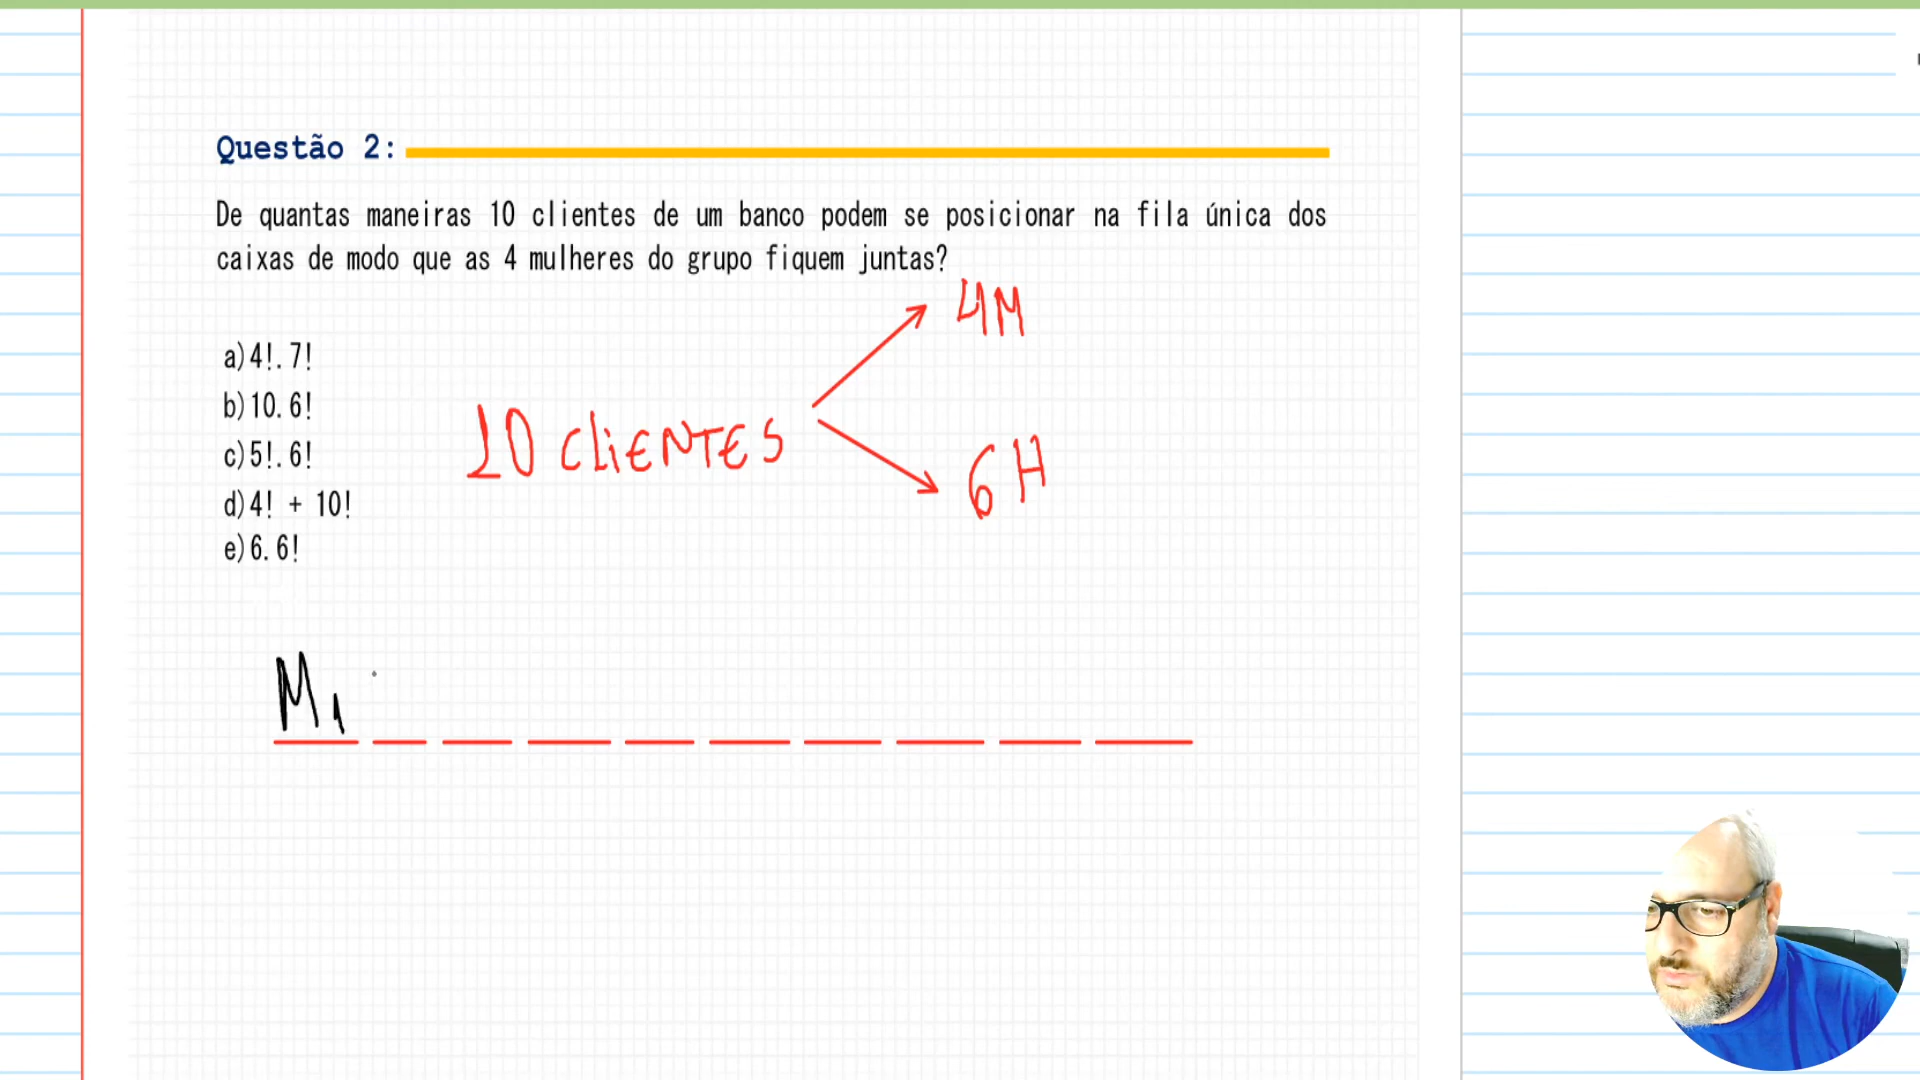 Questão 2:
De quantas maneiras 10 clientes de um banco podem se posicionar na fila única dos
caixas de modo que as 4 mulheres do grupo fiquem juntas?
4M
a)4!.7!
b)10.6!
c)5!.6!
10 CLIENTES
6H
d)4! + 10!
e)6.6!
M1